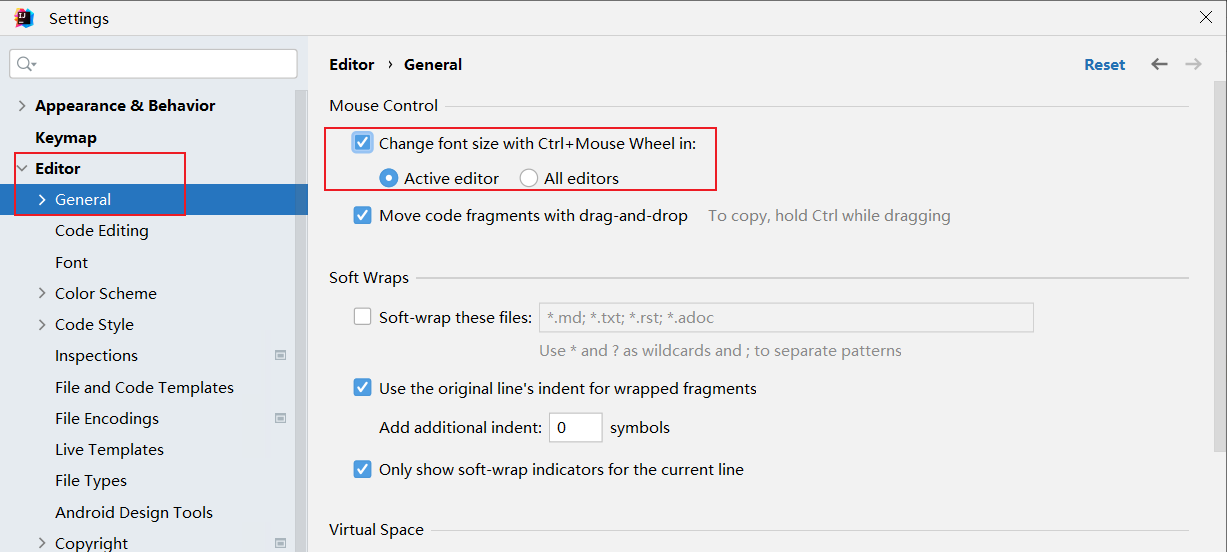 Settings
Appearance & Behavior
Keymap
Editor
General
Code Editing
Font
Color Scheme
Code Style
Inspections
File and Code Templates
File Encodings
Live Templates
File Types
Android Design Tools
Copyright
Editor › General
Reset
Mouse Control
Change font size with Ctrl+Mouse Wheel in:
Active editor All editors
Move code fragments with drag-and-drop To copy, hold Ctrl while dragging
Soft Wraps
Soft-wrap these files: *.md; *.txt; *.rst; *.adoc
Use * and ? as wildcards and ; to separate patterns
Use the original line's indent for wrapped fragments
Add additional indent: 0 symbols
Only show soft-wrap indicators for the current line
Virtual Space